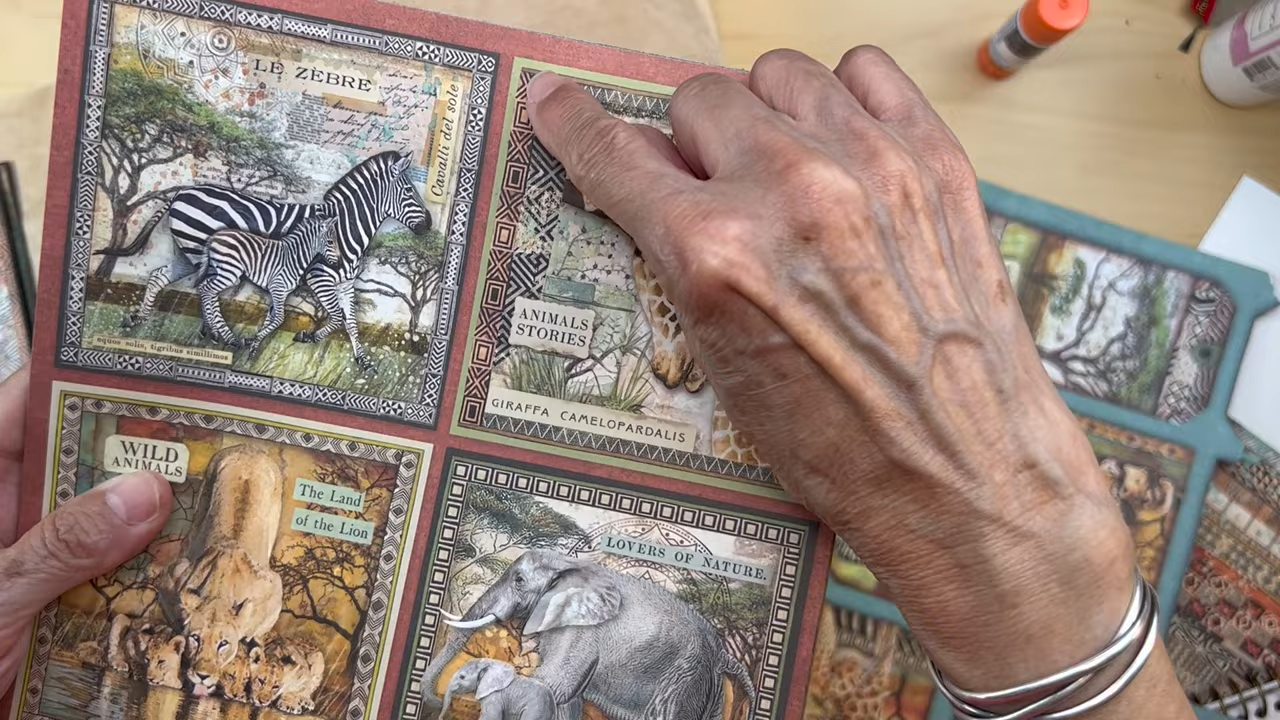 LE ZÈBRE
Cavalli del sole
equos solis, tigribus simillimos
ANIMALS
STORIES
GIRAFFA CAMELOPARDALIS
WILD
ANIMALS
The Land
of the Lion
LOVERS OF NATURE.